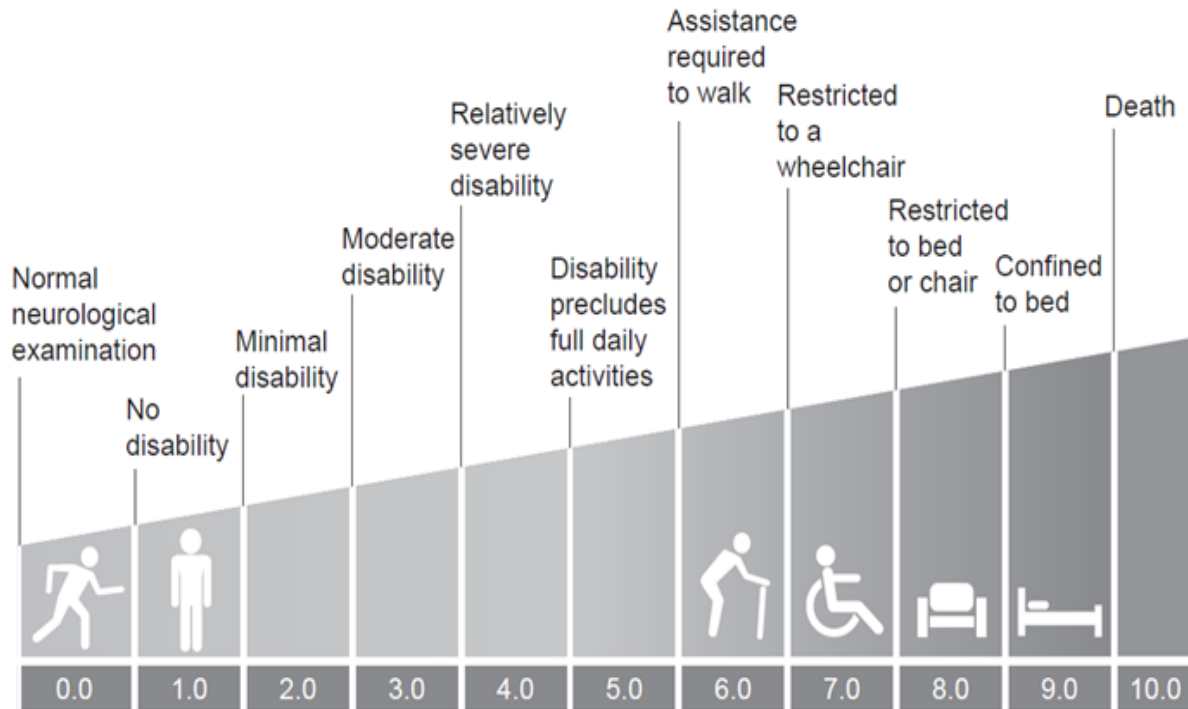 Normal
neurological
examination
No
disability
Minimal
disability
Moderate
disability
Relatively
severe
disability
Disability
precludes
full daily
activities
Assistance
required
to walk
Restricted
to a
wheelchair
Restricted
to bed
or chair
Confined
to bed
Death
0.0 1.0 2.0 3.0 4.0 5.0 6.0 7.0 8.0 9.0 10.0